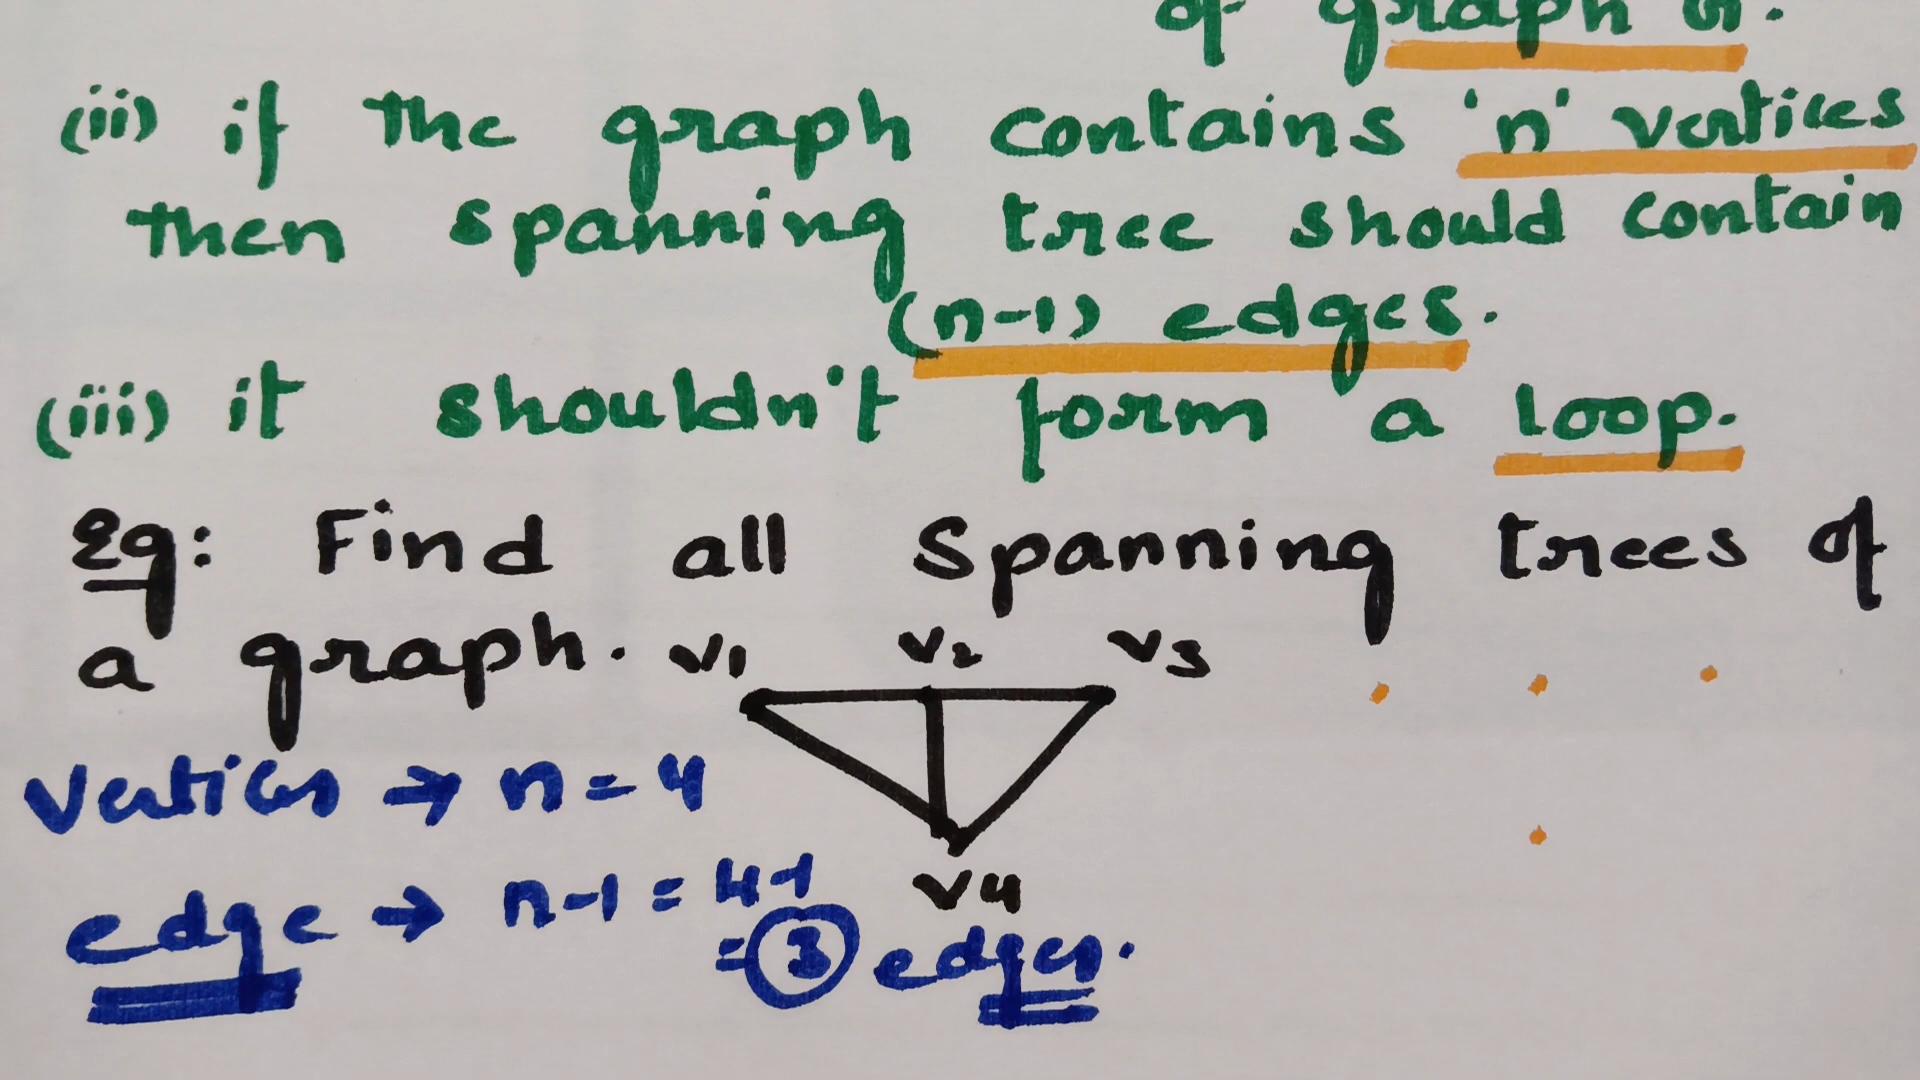 of graph G.
(ii) if the graph contains 'n' vertices
then spanning tree should contain
(n-1) edges.
(iii) it shouldn't form a loop.
Eg: Find all Spanning trees of
a graph. v1 v2 v3
vertices → n=4
v4
edge → n-1 = 4-1
= 3 edges.